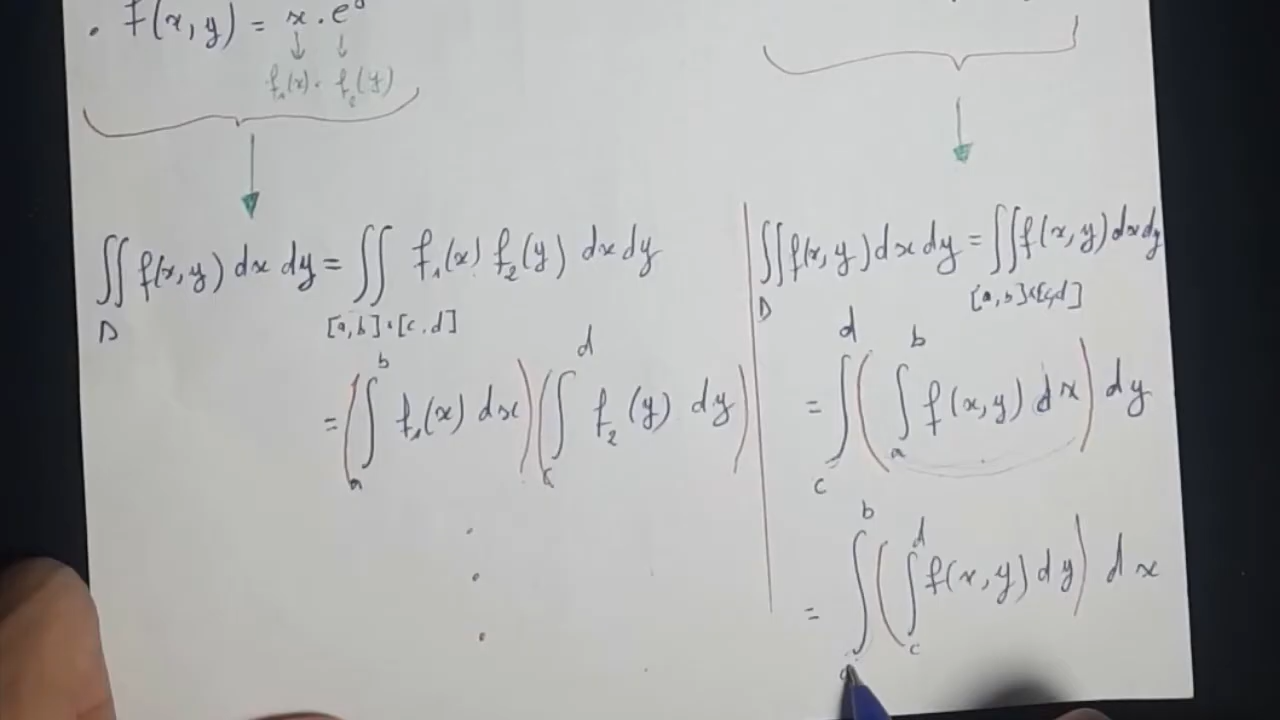 . f(x,y) = x . e^y
↓ ↓
f₁(x) . f₂(y)
∬_D f(x,y) dx dy = ∬_{[a,b]×[c,d]} f₁(x) f₂(y) dx dy
= (∫_a^b f₁(x) dx) (∫_c^d f₂(y) dy)
.
.
.
∬_D f(x,y) dx dy = ∬_{[a,b]×[c,d]} f(x,y) dx dy
= ∫_c^d (∫_a^b f(x,y) dx) dy
= ∫_a^b (∫_c^d f(x,y) dy) dx